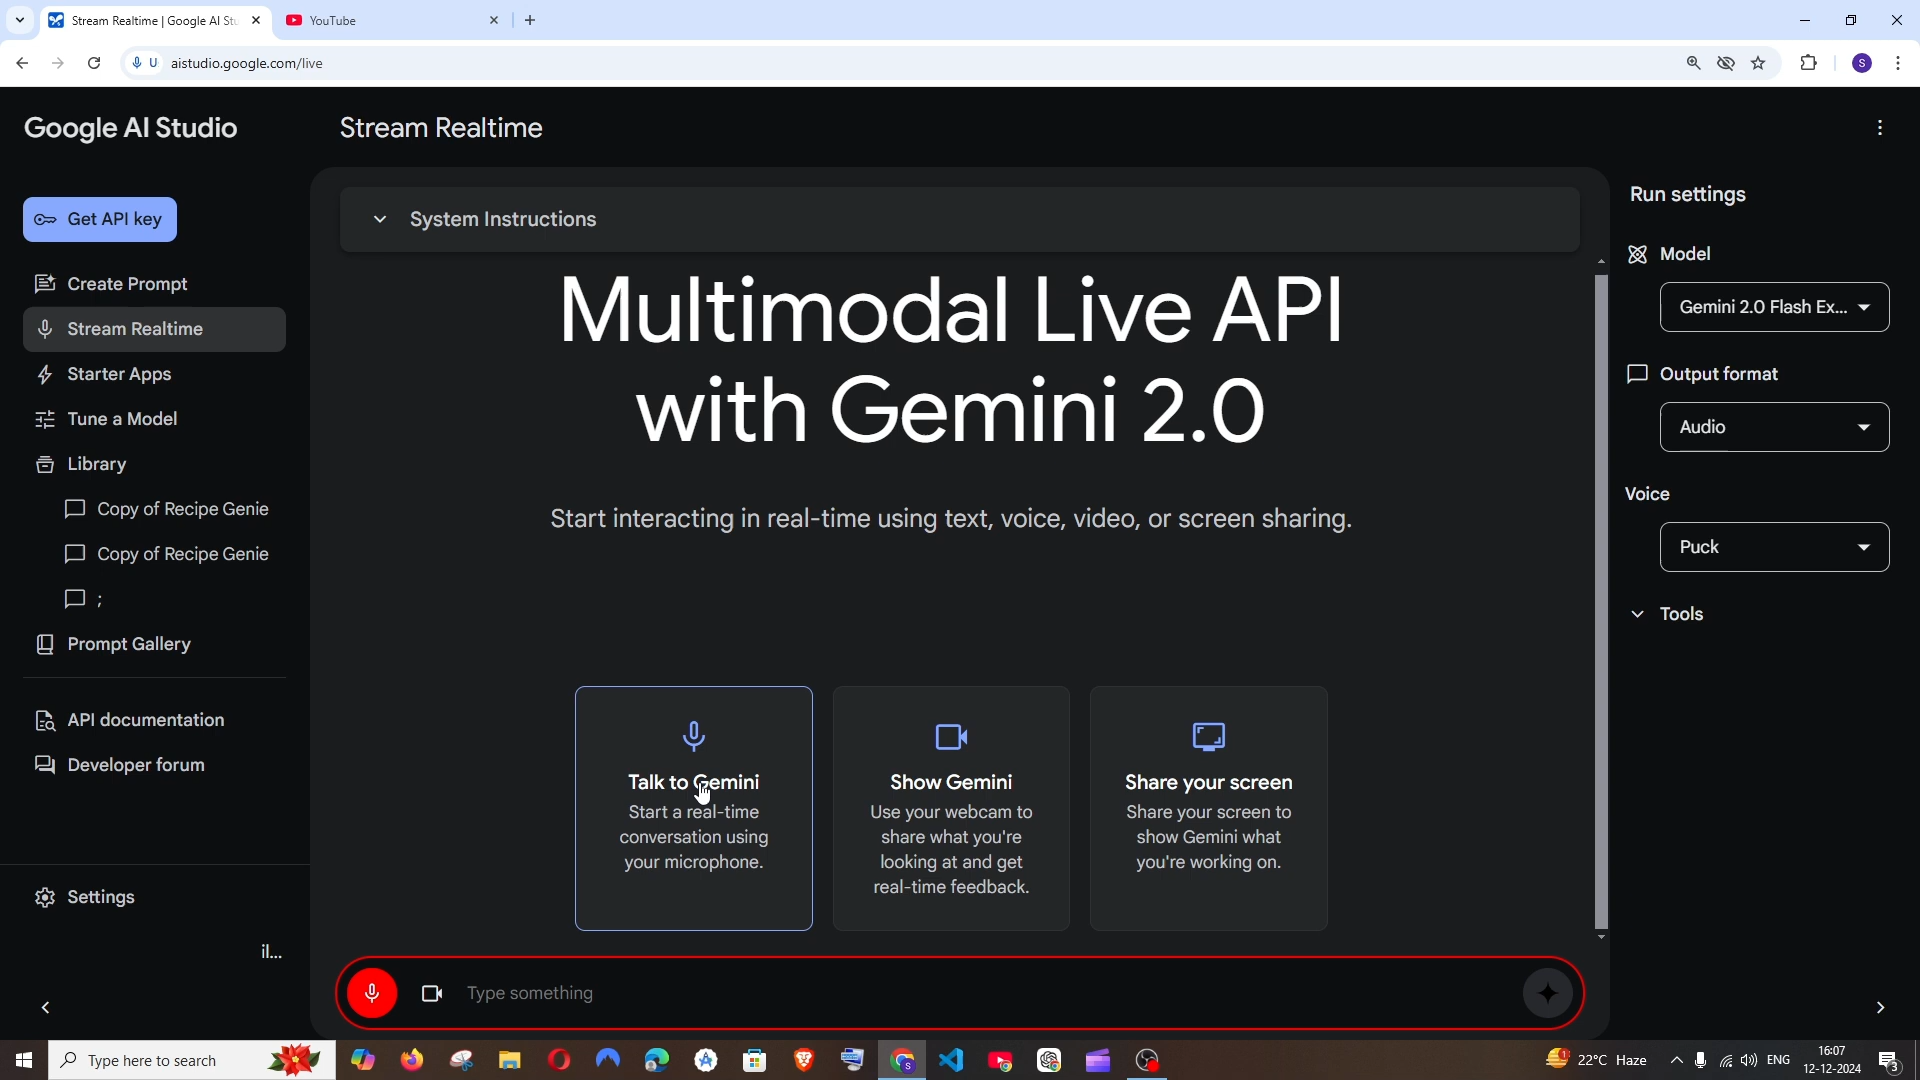 Stream Realtime | Google AI Stu
YouTube
U
aistudio.google.com/live
S
Google AI Studio
Stream Realtime
Get API key
Create Prompt
Stream Realtime
Starter Apps
Tune a Model
Library
Copy of Recipe Genie
Copy of Recipe Genie
;
Prompt Gallery
API documentation
Developer forum
Settings
il...
System Instructions
Multimodal Live API
with Gemini 2.0
Start interacting in real-time using text, voice, video, or screen sharing.
Talk to Gemini
Start a real-time
conversation using
your microphone.
Show Gemini
Use your webcam to
share what you're
looking at and get
real-time feedback.
Share your screen
Share your screen to
show Gemini what
you're working on.
Type something
Run settings
Model
Gemini 2.0 Flash Ex...
Output format
Audio
Voice
Puck
Tools
Type here to search
1
22°C Haze
ENG
16:07
12-12-2024
3